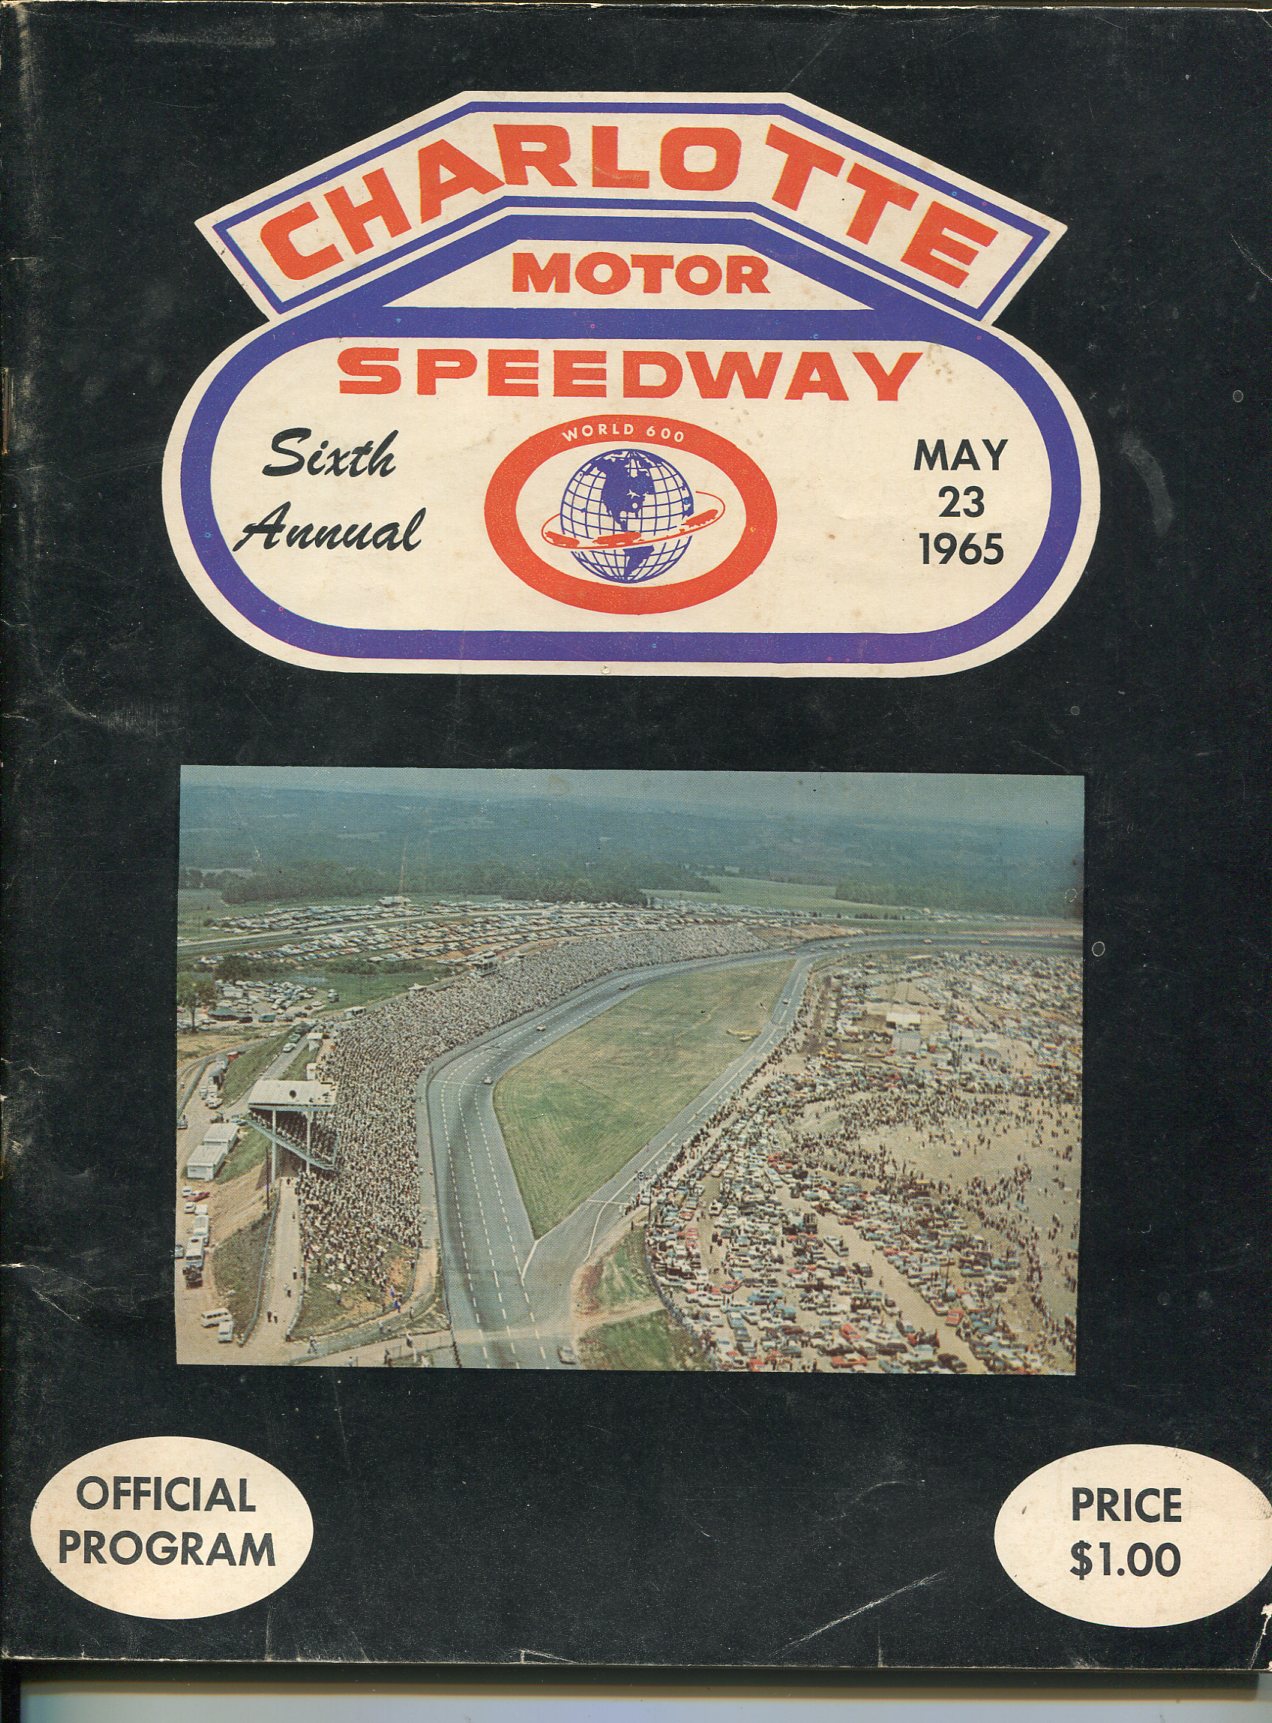 CHARLOTTE
MOTOR
SPEEDWAY
WORLD 600
Sixth
Annual
MAY
23
1965
OFFICIAL
PROGRAM
PRICE
$1.00